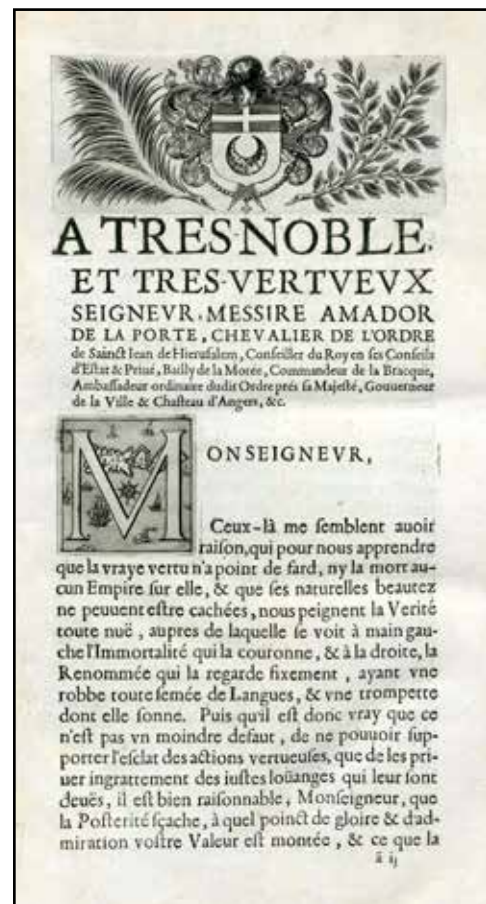 A TRES-NOBLE,
ET TRES-VERTVEVX
SEIGNEVR, MESSIRE AMADOR
DE LA PORTE, CHEVALIER DE L'ORDRE
de Sainct Iean de Hierusalem, Conseiller du Roy en ses Conseils
d'Estat & Priué, Bailly de la Morée, Commandeur de la Bracque,
Ambassadeur ordinaire dudit Ordre prés sa Majesté, Gouuerneur
de la Ville & Chasteau d'Angers, &c.
MONSEIGNEVR,
Ceux-là me semblent auoir
raison, qui pour nous apprendre
que la vraye vertu n'a point de fard, ny la mort au-
cun Empire sur elle, & que ses naturelles beautez
ne peuuent estre cachées, nous peignent la Verité
toute nuë, aupres de laquelle se voit à main gau-
che l'Immortalité qui la couronne, & à la droite, la
Renommée qui la regarde fixement, ayant vne
robbe toute semée de Langues, & vne trompette
dont elle sonne. Puis qu'il est donc vray que ce
n'est pas vn moindre defaut, de ne pouuoir sup-
porter l'esclat des actions vertueuses, que de les pri-
uer ingrattement des iustes loüanges qui leur sont
deuës, il est bien raisonnable, Monseigneur, que
la Posterité sçache, à quel poinct de gloire & d'ad-
miration vostre Valeur est montée, & ce que la
ã ij